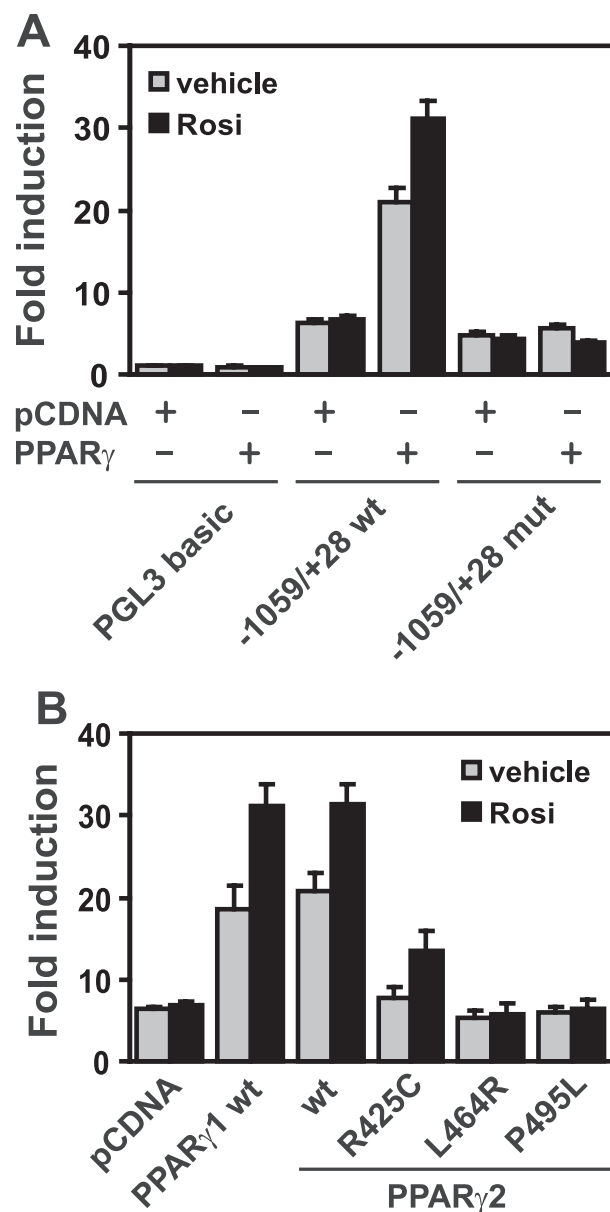 A
Fold induction
40
30
20
10
0
vehicle
Rosi
pCDNA + − + − + −
PPARγ − + − + − +
PGL3 basic
-1059/+28 wt
-1059/+28 mut
B
Fold induction
40
30
20
10
0
vehicle
Rosi
pCDNA
PPARγ1 wt
wt
R425C
L464R
P495L
PPARγ2